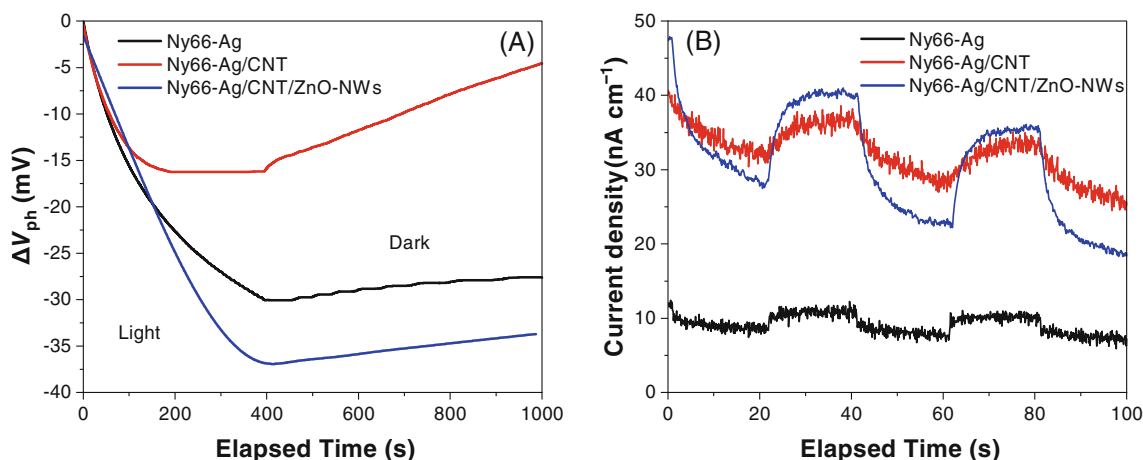 (A)
Ny66-Ag
Ny66-Ag/CNT
Ny66-Ag/CNT/ZnO-NWs
Dark
Light
0
-5
-10
-15
-20
-25
-30
-35
-40
ΔVph (mV)
0 200 400 600 800 1000
Elapsed Time (s)
(B)
Ny66-Ag
Ny66-Ag/CNT
Ny66-Ag/CNT/ZnO-NWs
50
40
30
20
10
0
Current density(nA cm⁻¹)
0 20 40 60 80 100
Elapsed Time (s)